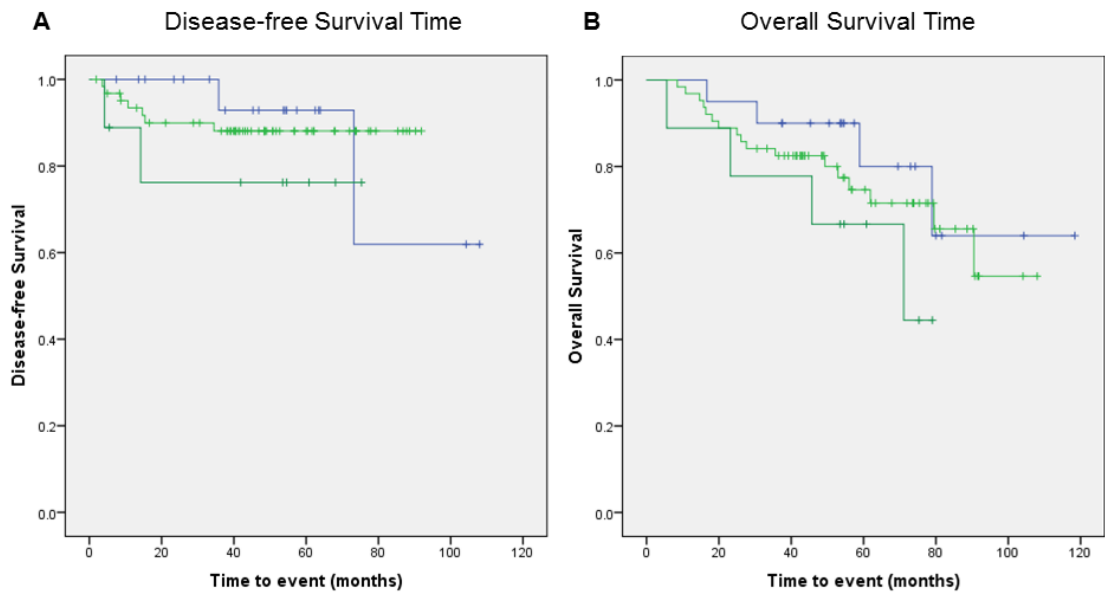 A Disease-free Survival Time
B Overall Survival Time
Disease-free Survival
1.0
0.8
0.6
0.4
0.2
0.0
0 20 40 60 80 100 120
Time to event (months)
Overall Survival
1.0
0.8
0.6
0.4
0.2
0.0
0 20 40 60 80 100 120
Time to event (months)